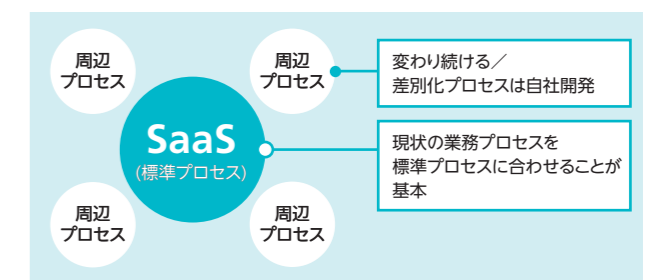 周辺
プロセス
周辺
プロセス
変わり続ける／
差別化プロセスは自社開発
SaaS
(標準プロセス)
現状の業務プロセスを
標準プロセスに合わせることが
基本
周辺
プロセス
周辺
プロセス